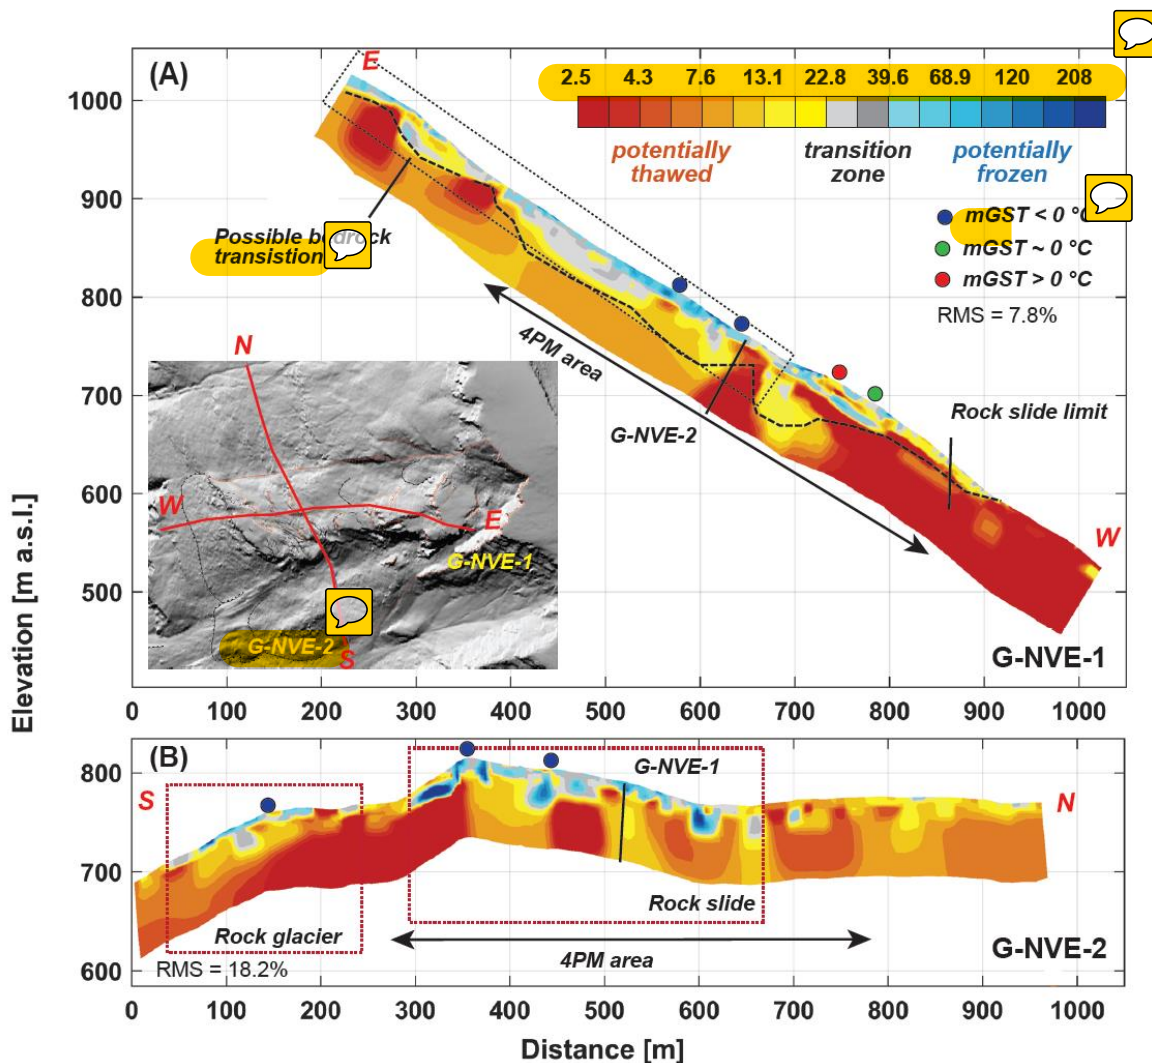 (A)
E
2.5 4.3 7.6 13.1 22.8 39.6 68.9 120 208
potentially thawed
transition zone
potentially frozen
mGST < 0 °C
mGST ~ 0 °C
mGST > 0 °C
RMS = 7.8%
Possible bedrock
transistion
4PM area
G-NVE-2
Rock slide limit
W
G-NVE-1
N
W
E
G-NVE-1
G-NVE-2
S
1000
900
800
700
600
500
Elevation [m a.s.l.]
0 100 200 300 400 500 600 700 800 900 1000
(B)
S
G-NVE-1
N
Rock glacier
Rock slide
4PM area
RMS = 18.2%
G-NVE-2
800
700
600
0 100 200 300 400 500 600 700 800 900 1000
Distance [m]